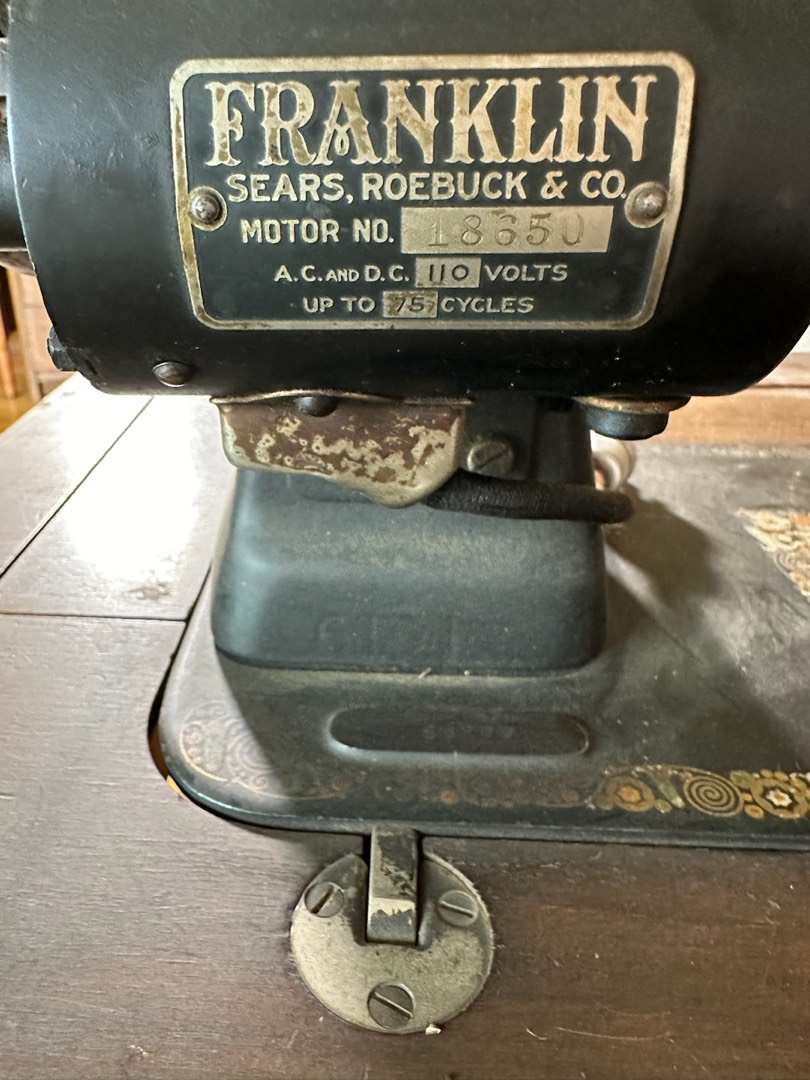 FRANKLIN
SEARS, ROEBUCK & CO.
MOTOR NO. 18650
A.C. AND D.C. 110 VOLTS
UP TO 75 CYCLES